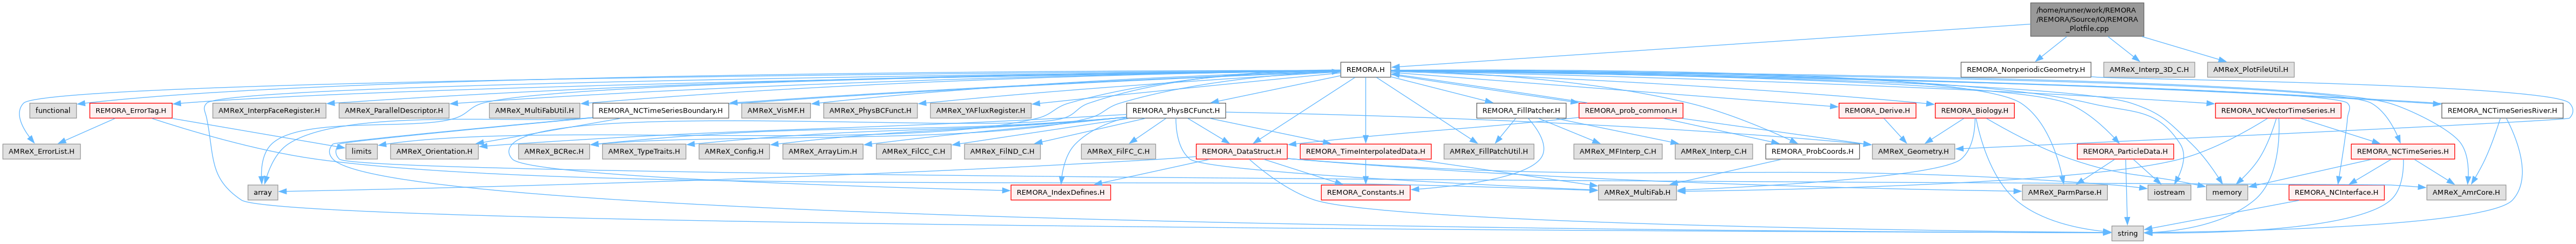 /home/runner/work/REMORA
/REMORA/Source/IO/REMORA
_Plotfile.cpp
REMORA.H
REMORA_NonperiodicGeometry.H
AMReX_Interp_3D_C.H
AMReX_PlotFileUtil.H
functional
REMORA_ErrorTag.H
AMReX_InterpFaceRegister.H
AMReX_ParallelDescriptor.H
AMReX_MultiFabUtil.H
REMORA_NCTimeSeriesBoundary.H
AMReX_VisMF.H
AMReX_PhysBCFunct.H
AMReX_YAFluxRegister.H
REMORA_PhysBCFunct.H
REMORA_FillPatcher.H
REMORA_prob_common.H
REMORA_Derive.H
REMORA_Biology.H
REMORA_NCVectorTimeSeries.H
REMORA_NCTimeSeriesRiver.H
AMReX_ErrorList.H
limits
AMReX_Orientation.H
AMReX_BCRec.H
AMReX_TypeTraits.H
AMReX_Config.H
AMReX_ArrayLim.H
AMReX_FilCC_C.H
AMReX_FilND_C.H
AMReX_FilFC_C.H
REMORA_DataStruct.H
REMORA_TimeInterpolatedData.H
AMReX_FillPatchUtil.H
AMReX_MFInterp_C.H
AMReX_Interp_C.H
REMORA_ProbCoords.H
AMReX_Geometry.H
REMORA_ParticleData.H
REMORA_NCTimeSeries.H
array
REMORA_IndexDefines.H
AMReX_MultiFab.H
REMORA_Constants.H
AMReX_ParmParse.H
iostream
memory
REMORA_NCInterface.H
AMReX_AmrCore.H
string